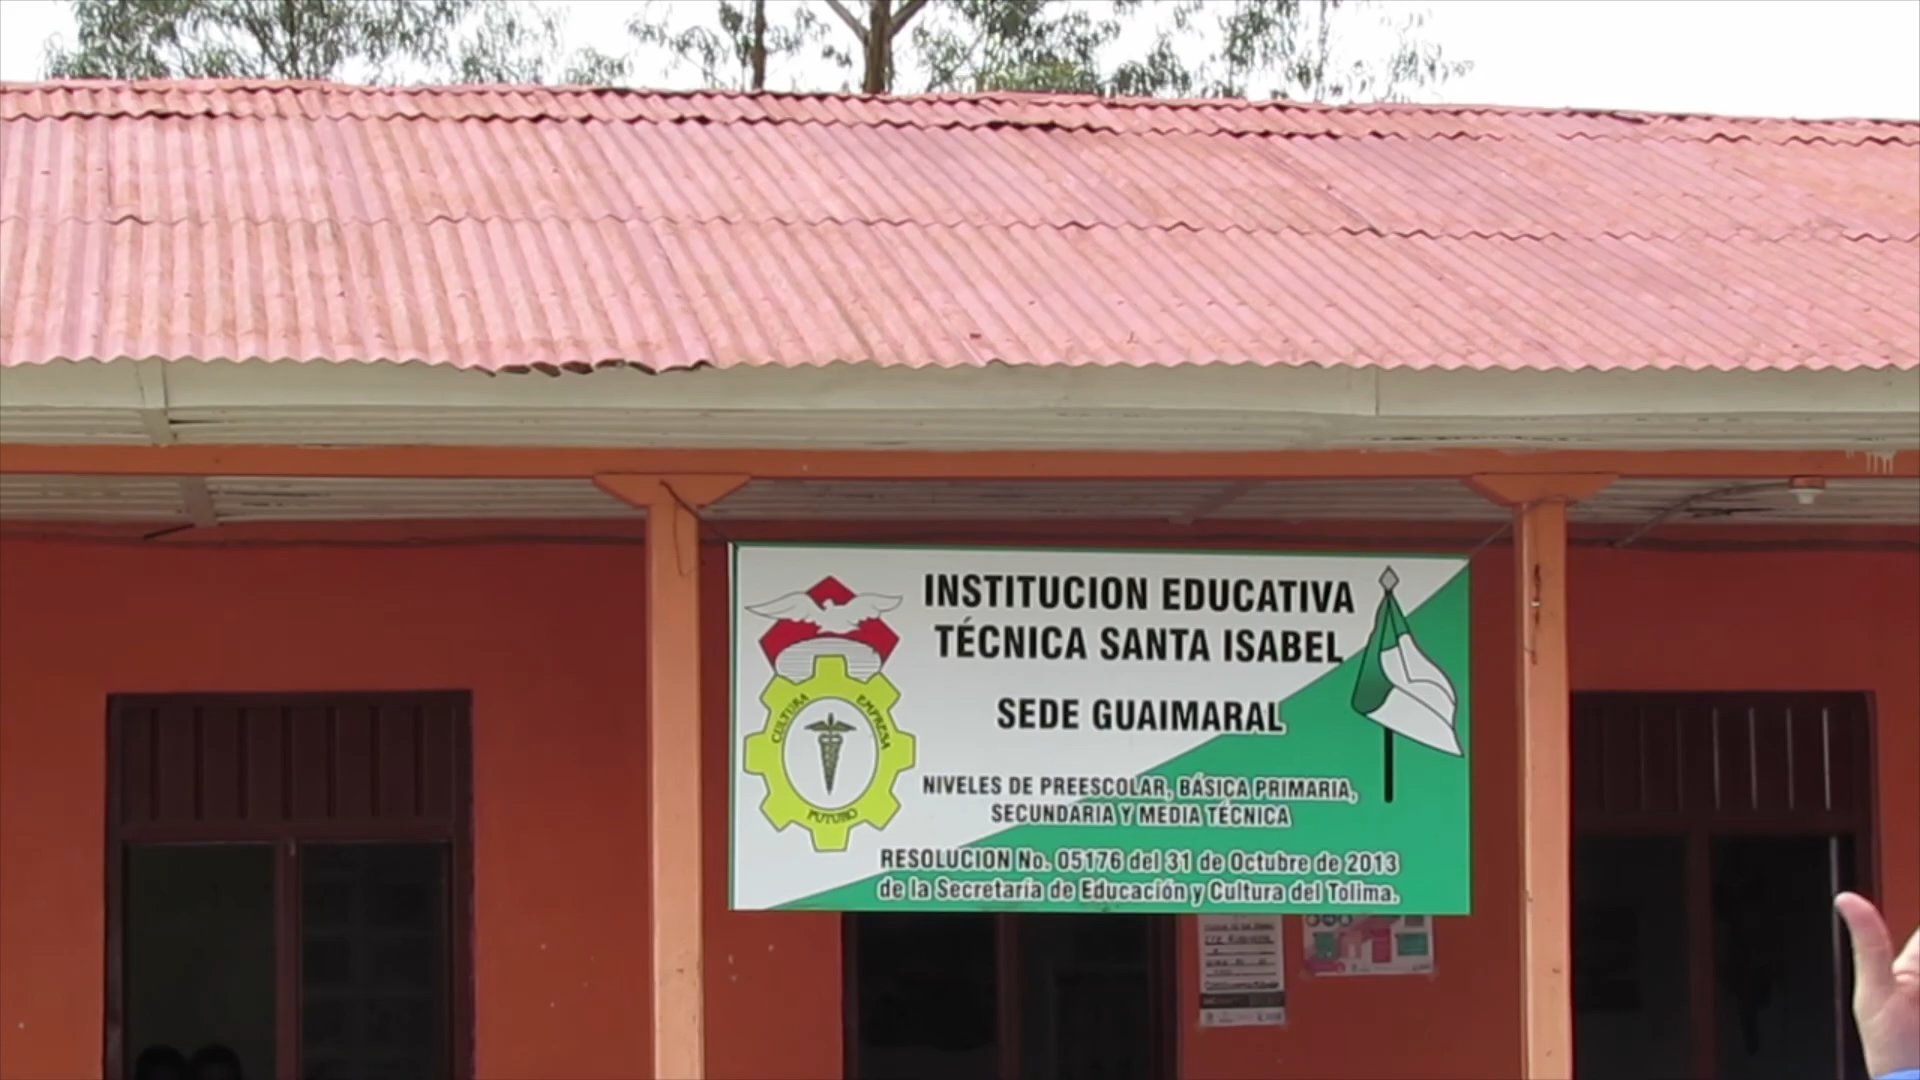 INSTITUCION EDUCATIVA
TÉCNICA SANTA ISABEL
SEDE GUAIMARAL
NIVELES DE PREESCOLAR, BÁSICA PRIMARIA,
SECUNDARIA Y MEDIA TÉCNICA
RESOLUCION No. 05176 del 31 de Octubre de 2013
de la Secretaría de Educación y Cultura del Tolima.
CULTURA
EMPRESA
FUTURO